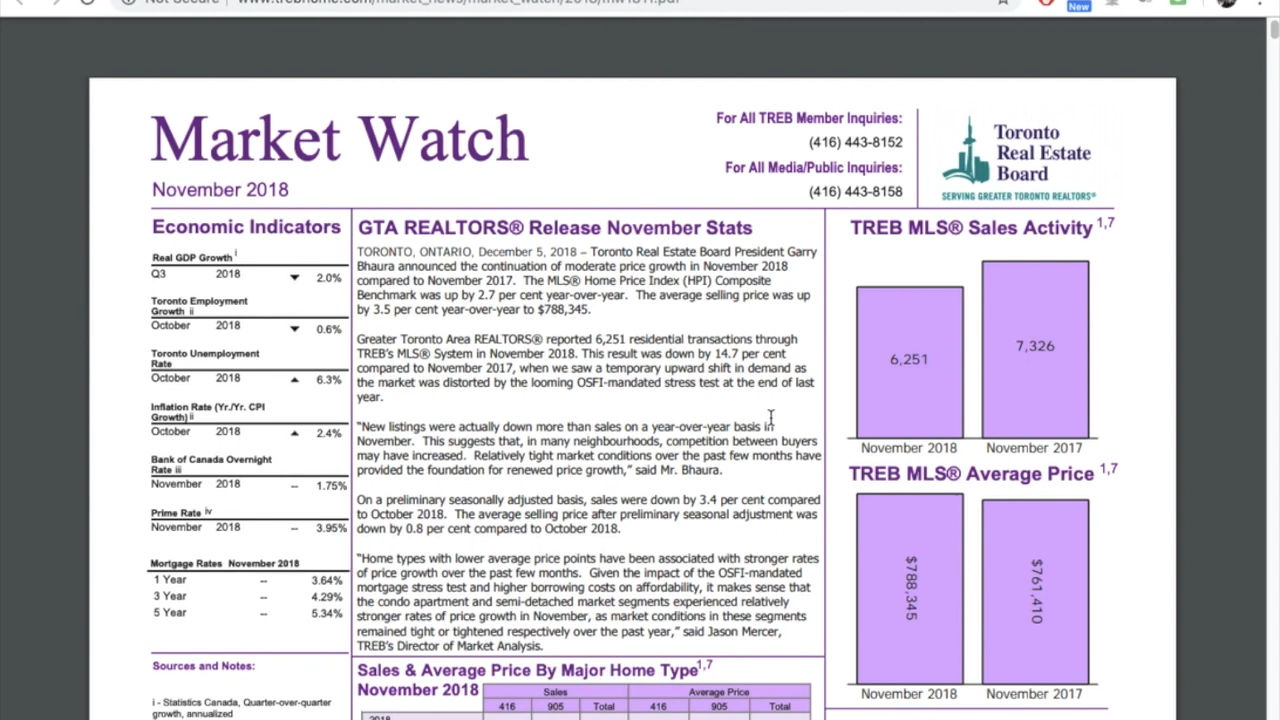 Market Watch
November 2018
For All TREB Member Inquiries:
(416) 443-8152
For All Media/Public Inquiries:
(416) 443-8158
Toronto
Real Estate
Board
SERVING GREATER TORONTO REALTORS®
Economic Indicators
Real GDP Growth i
Q3 2018 ▼ 2.0%
Toronto Employment
Growth ii
October 2018 ▼ 0.6%
Toronto Unemployment
Rate
October 2018 ▲ 6.3%
Inflation Rate (Yr./Yr. CPI
Growth) ii
October 2018 ▲ 2.4%
Bank of Canada Overnight
Rate iii
November 2018 -- 1.75%
Prime Rate iv
November 2018 -- 3.95%
Mortgage Rates November 2018
1 Year -- 3.64%
3 Year -- 4.29%
5 Year -- 5.34%
Sources and Notes:
i - Statistics Canada, Quarter-over-quarter
growth, annualized
GTA REALTORS® Release November Stats
TORONTO, ONTARIO, December 5, 2018 – Toronto Real Estate Board President Garry
Bhaura announced the continuation of moderate price growth in November 2018
compared to November 2017. The MLS® Home Price Index (HPI) Composite
Benchmark was up by 2.7 per cent year-over-year. The average selling price was up
by 3.5 per cent year-over-year to $788,345.
Greater Toronto Area REALTORS® reported 6,251 residential transactions through
TREB's MLS® System in November 2018. This result was down by 14.7 per cent
compared to November 2017, when we saw a temporary upward shift in demand as
the market was distorted by the looming OSFI-mandated stress test at the end of last
year.
"New listings were actually down more than sales on a year-over-year basis in
November. This suggests that, in many neighbourhoods, competition between buyers
may have increased. Relatively tight market conditions over the past few months have
provided the foundation for renewed price growth," said Mr. Bhaura.
On a preliminary seasonally adjusted basis, sales were down by 3.4 per cent compared
to October 2018. The average selling price after preliminary seasonal adjustment was
down by 0.8 per cent compared to October 2018.
"Home types with lower average price points have been associated with stronger rates
of price growth over the past few months. Given the impact of the OSFI-mandated
mortgage stress test and higher borrowing costs on affordability, it makes sense that
the condo apartment and semi-detached market segments experienced relatively
stronger rates of price growth in November, as market conditions in these segments
remained tight or tightened respectively over the past year," said Jason Mercer,
TREB's Director of Market Analysis.
Sales & Average Price By Major Home Type1,7
November 2018
Sales Average Price
416 905 Total 416 905 Total
TREB MLS® Sales Activity 1,7
6,251 7,326
November 2018 November 2017
TREB MLS® Average Price 1,7
$788,345 $761,410
November 2018 November 2017
New